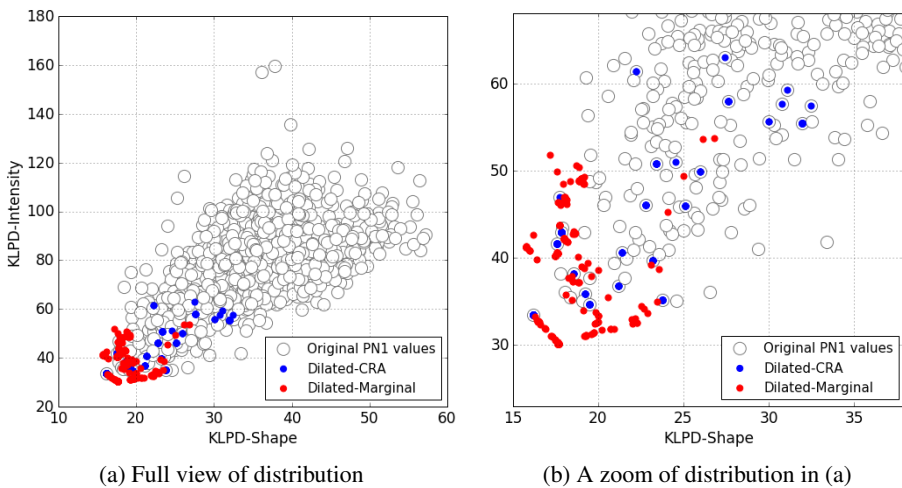 180
160
140
120
100
80
60
40
20
KLPD-Intensity
10 20 30 40 50 60
KLPD-Shape
Original PN1 values
Dilated-CRA
Dilated-Marginal
(a) Full view of distribution
60
50
40
30
15 20 25 30 35
KLPD-Shape
Original PN1 values
Dilated-CRA
Dilated-Marginal
(b) A zoom of distribution in (a)